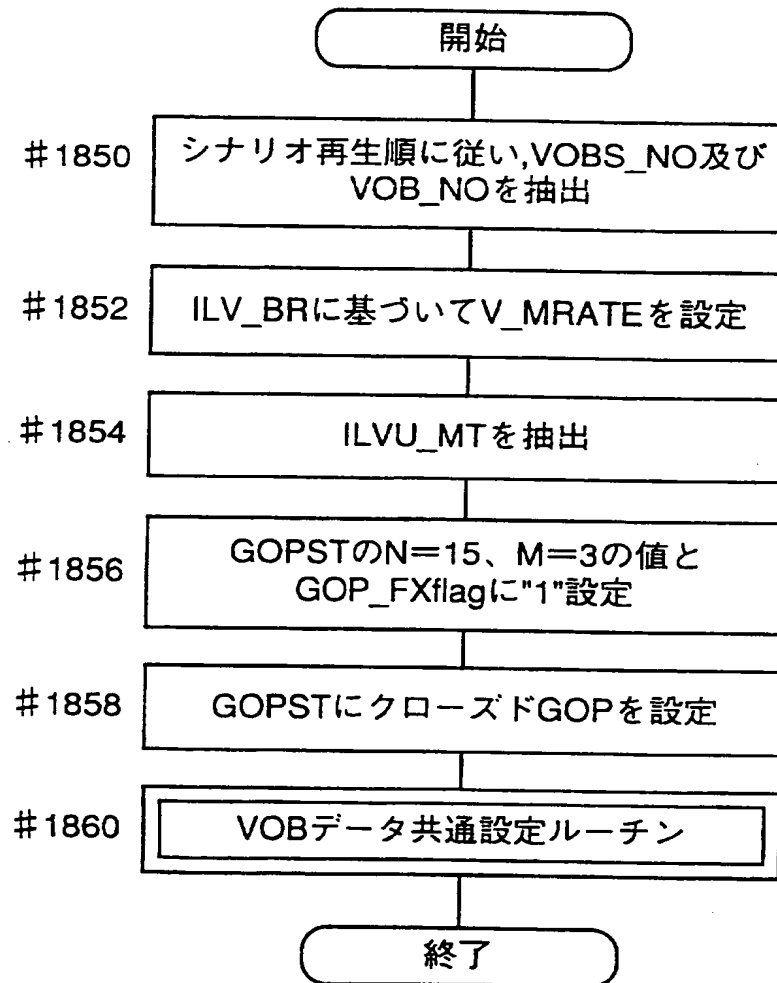 開始
#1850
シナリオ再生順に従い,VOBS_NO及び
VOB_NOを抽出
#1852
ILV_BRに基づいてV_MRATEを設定
#1854
ILVU_MTを抽出
#1856
GOPSTのN=15、M=3の値と
GOP_FXflagに"1"設定
#1858
GOPSTにクローズドGOPを設定
#1860
VOBデータ共通設定ルーチン
終了